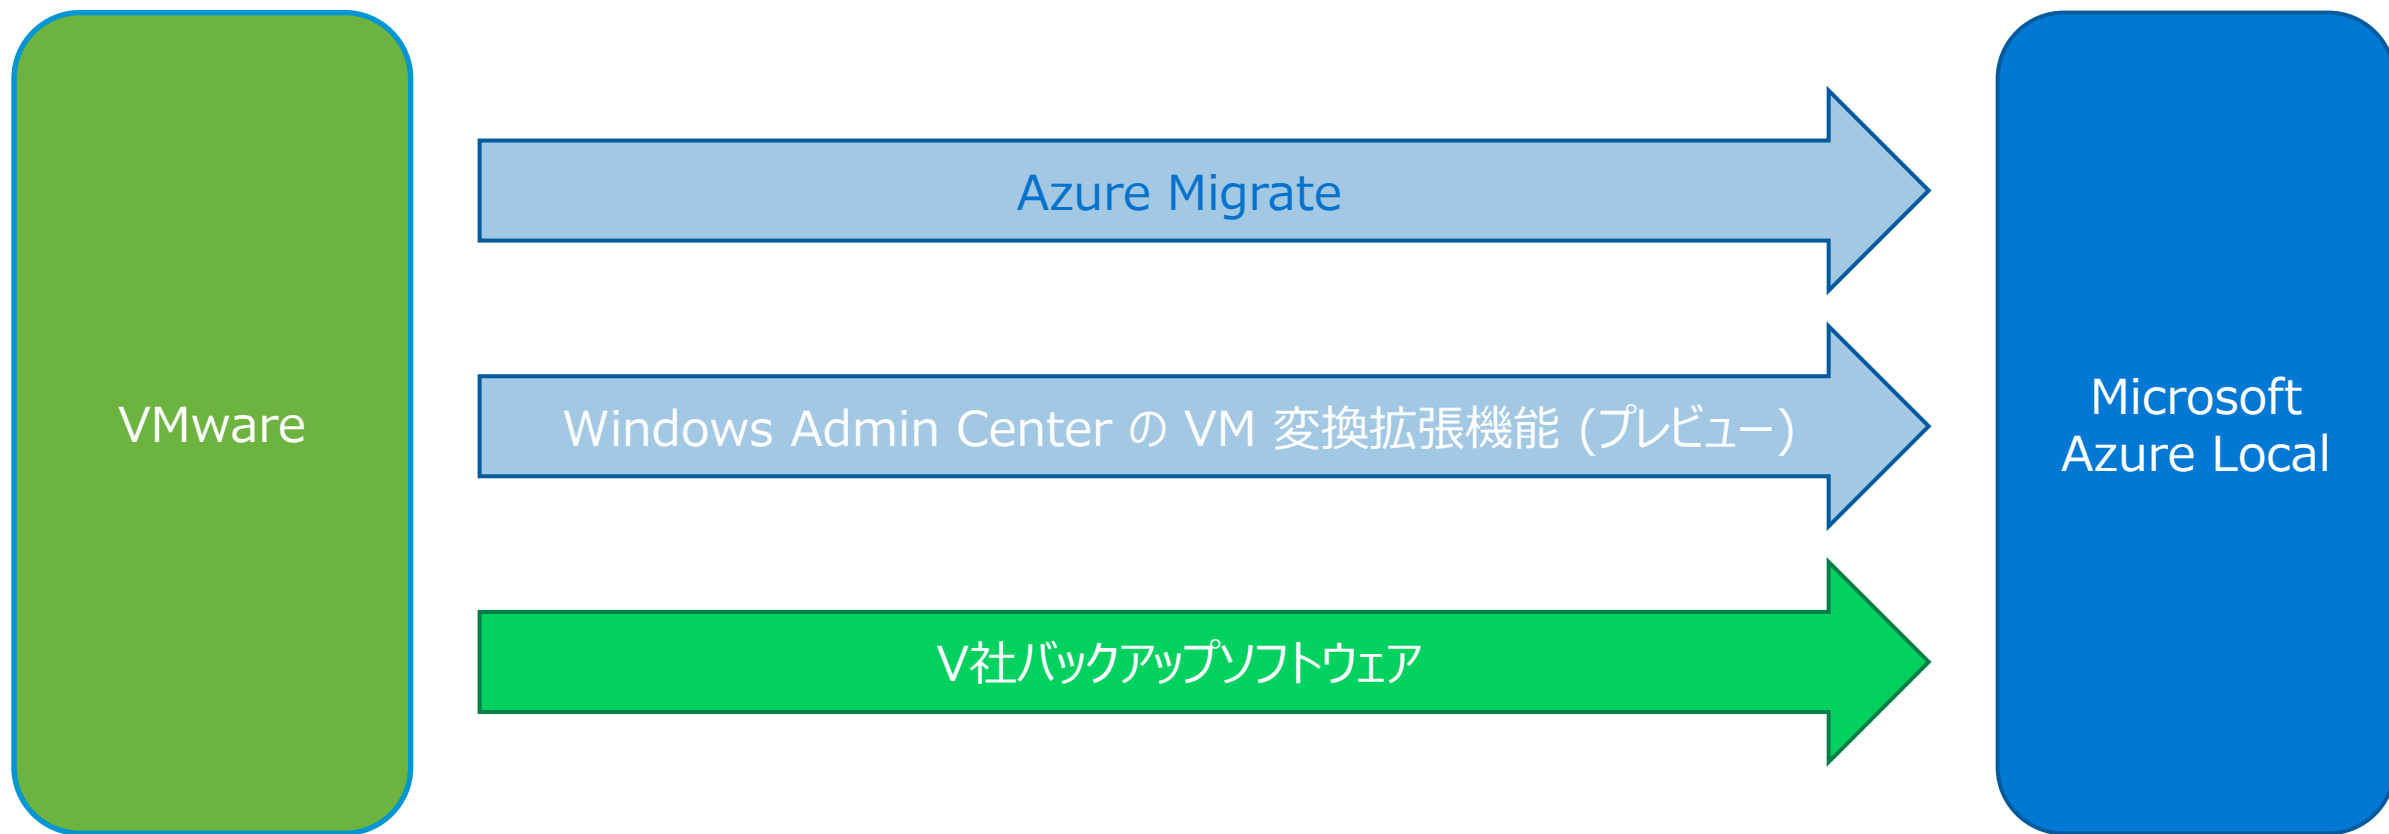 VMware
Azure Migrate
Windows Admin Center の VM 変換拡張機能 (プレビュー)
V社バックアップソフトウェア
Microsoft
Azure Local